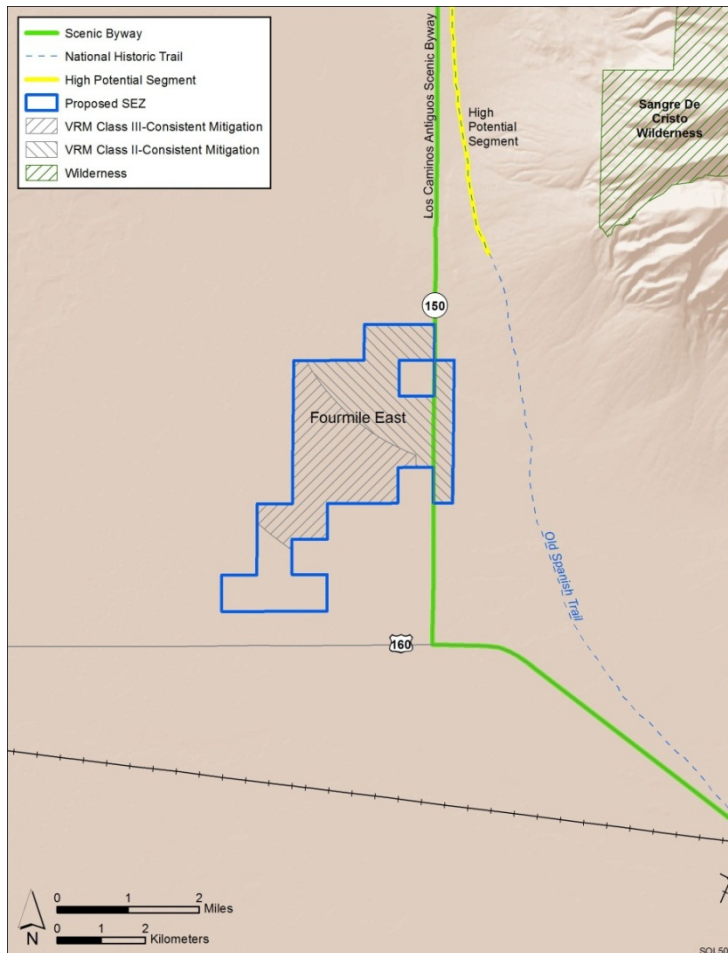 Scenic Byway
National Historic Trail
High Potential Segment
Proposed SEZ
VRM Class III-Consistent Mitigation
VRM Class II-Consistent Mitigation
Wilderness
Los Caminos Antiguos Scenic Byway
High
Potential
Segment
Sangre De
Cristo
Wilderness
150
Fourmile East
Old Spanish Trail
160
0 1 2
Miles
0 1 2
Kilometers
N